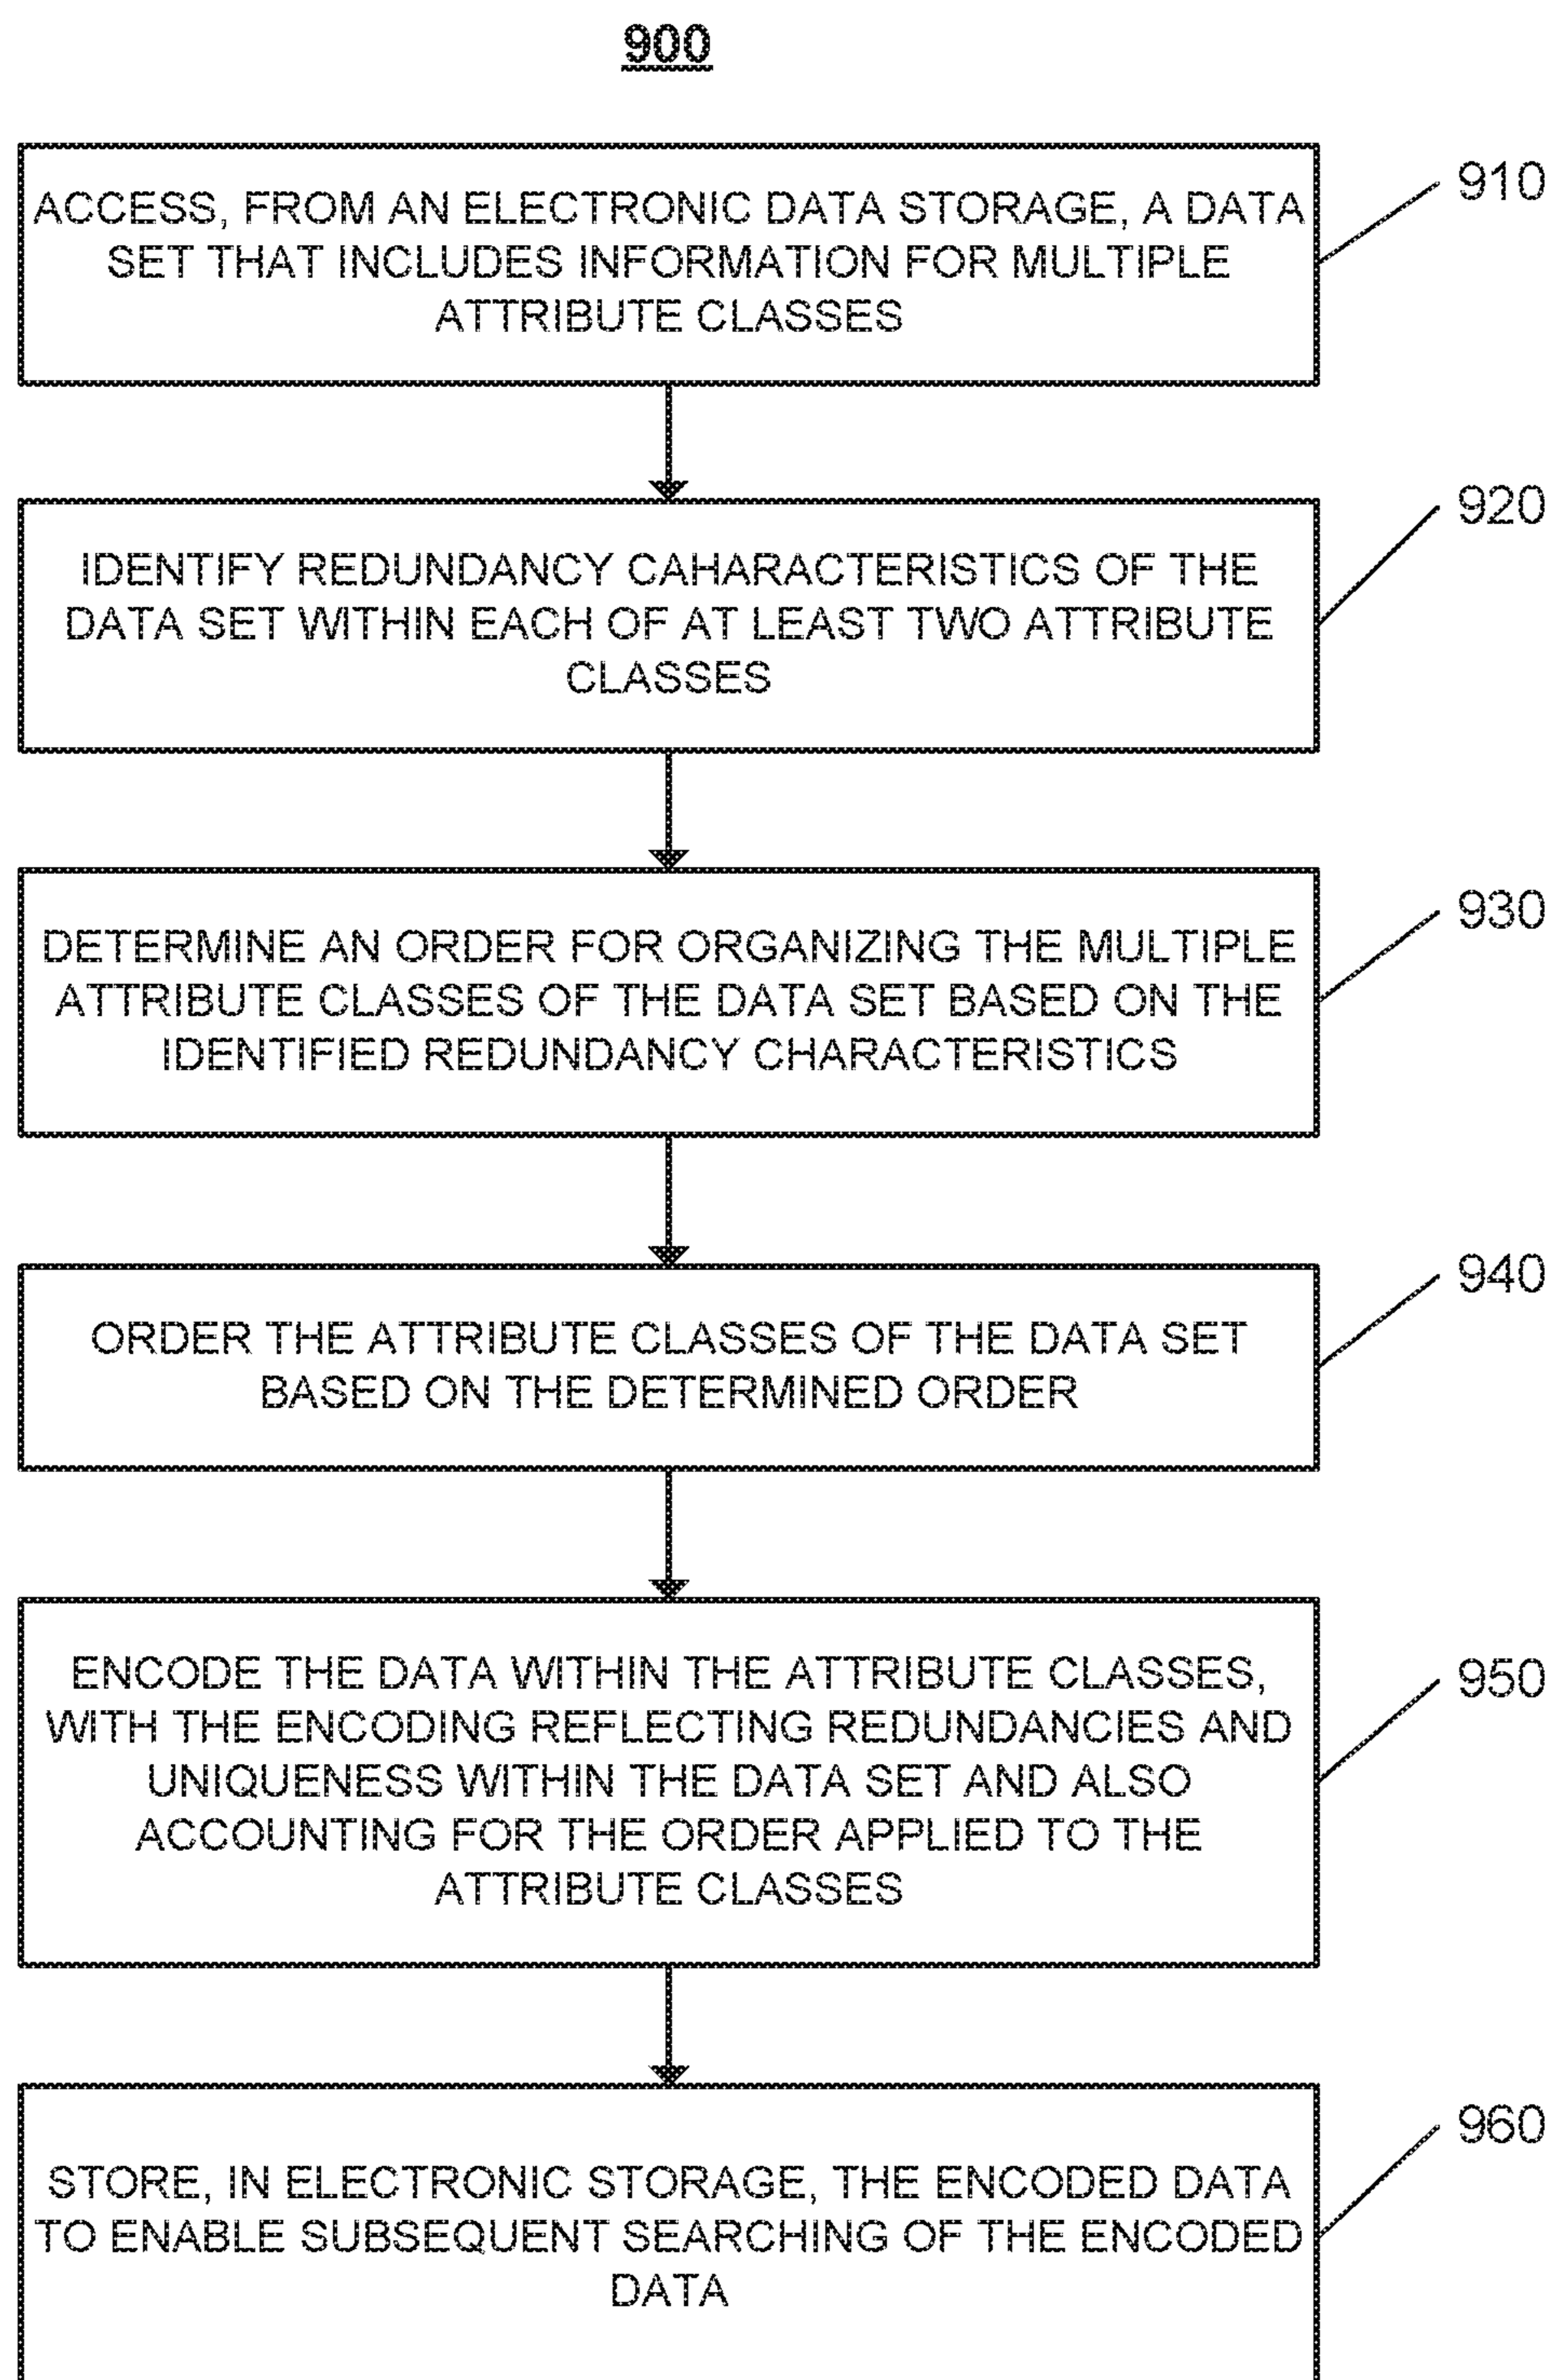 900
ACCESS, FROM AN ELECTRONIC DATA STORAGE, A DATA
SET THAT INCLUDES INFORMATION FOR MULTIPLE
ATTRIBUTE CLASSES
910
IDENTIFY REDUNDANCY CAHARACTERISTICS OF THE
DATA SET WITHIN EACH OF AT LEAST TWO ATTRIBUTE
CLASSES
920
DETERMINE AN ORDER FOR ORGANIZING THE MULTIPLE
ATTRIBUTE CLASSES OF THE DATA SET BASED ON THE
IDENTIFIED REDUNDANCY CHARACTERISTICS
930
ORDER THE ATTRIBUTE CLASSES OF THE DATA SET
BASED ON THE DETERMINED ORDER
940
ENCODE THE DATA WITHIN THE ATTRIBUTE CLASSES,
WITH THE ENCODING REFLECTING REDUNDANCIES AND
UNIQUENESS WITHIN THE DATA SET AND ALSO
ACCOUNTING FOR THE ORDER APPLIED TO THE
ATTRIBUTE CLASSES
950
STORE, IN ELECTRONIC STORAGE, THE ENCODED DATA
TO ENABLE SUBSEQUENT SEARCHING OF THE ENCODED
DATA
960